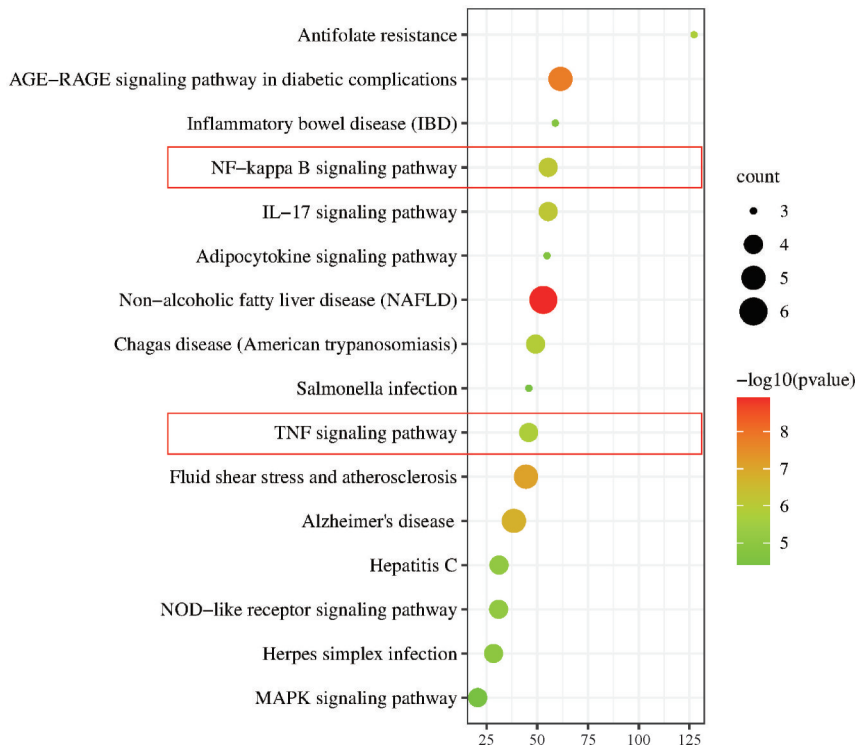 Antifolate resistance
AGE−RAGE signaling pathway in diabetic complications
Inflammatory bowel disease (IBD)
NF−kappa B signaling pathway
IL−17 signaling pathway
Adipocytokine signaling pathway
Non−alcoholic fatty liver disease (NAFLD)
Chagas disease (American trypanosomiasis)
Salmonella infection
TNF signaling pathway
Fluid shear stress and atherosclerosis
Alzheimer's disease
Hepatitis C
NOD−like receptor signaling pathway
Herpes simplex infection
MAPK signaling pathway
25 50 75 100 125
count
3
4
5
6
−log10(pvalue)
8
7
6
5